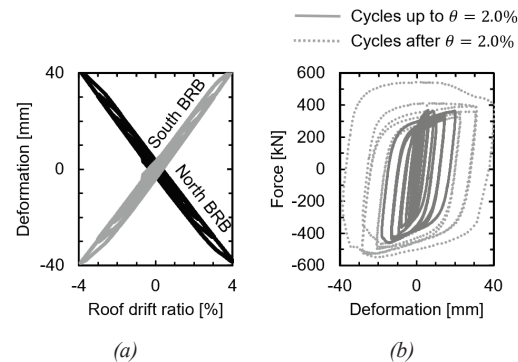 Cycles up to θ = 2.0%
Cycles after θ = 2.0%
40
0
-40
Deformation [mm]
South BRB
North BRB
-4
0
4
Roof drift ratio [%]
(a)
600
400
200
0
-200
-400
-600
Force [kN]
-40
0
40
Deformation [mm]
(b)